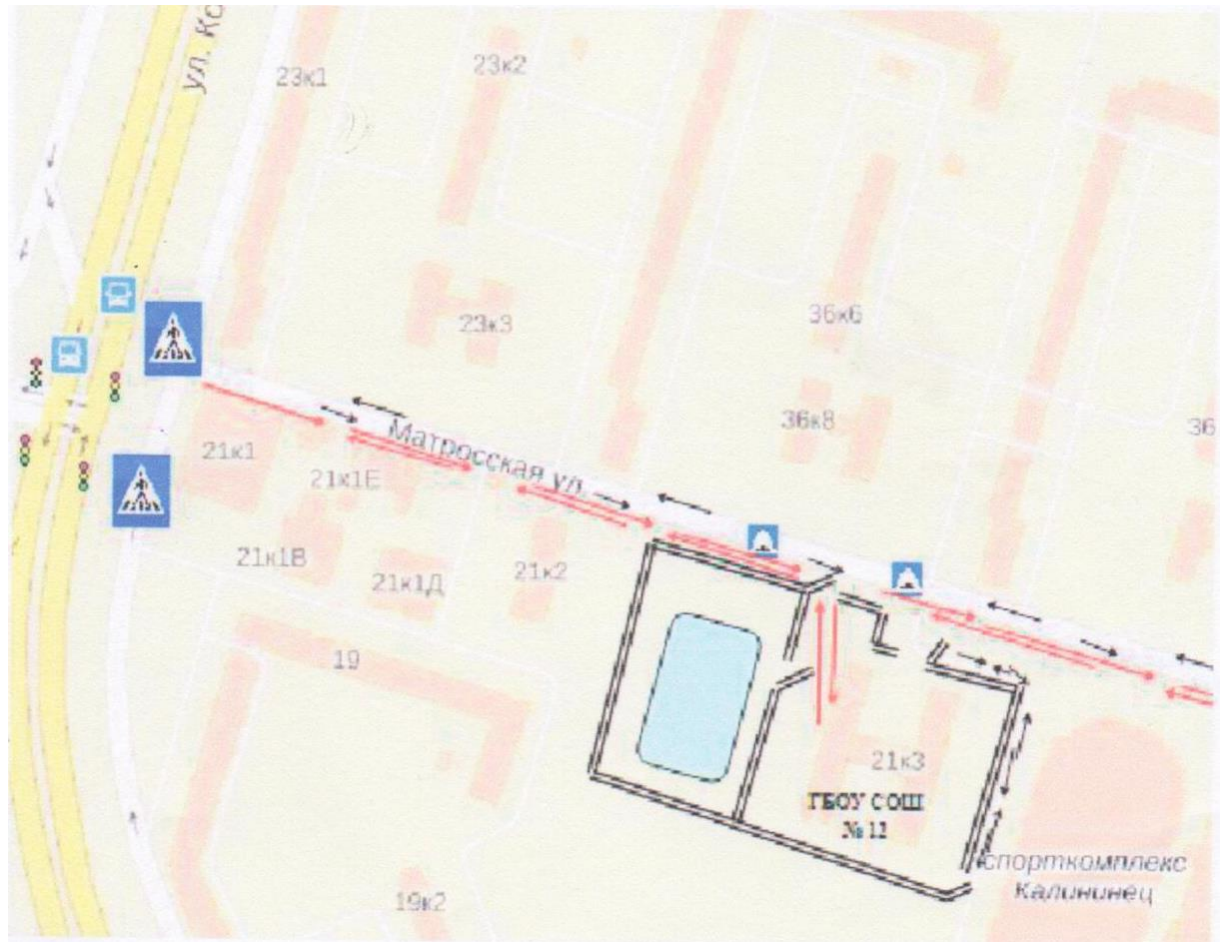 ул. Ко
23к1
23к2
23к3
36к6
36к8
36
Матросская ул.
21к1
21к1Е
21к1В
21к1Д
21к2
19
21к3
ГБОУ СОШ
№ 12
спорткомплекс
Калининец
19к2